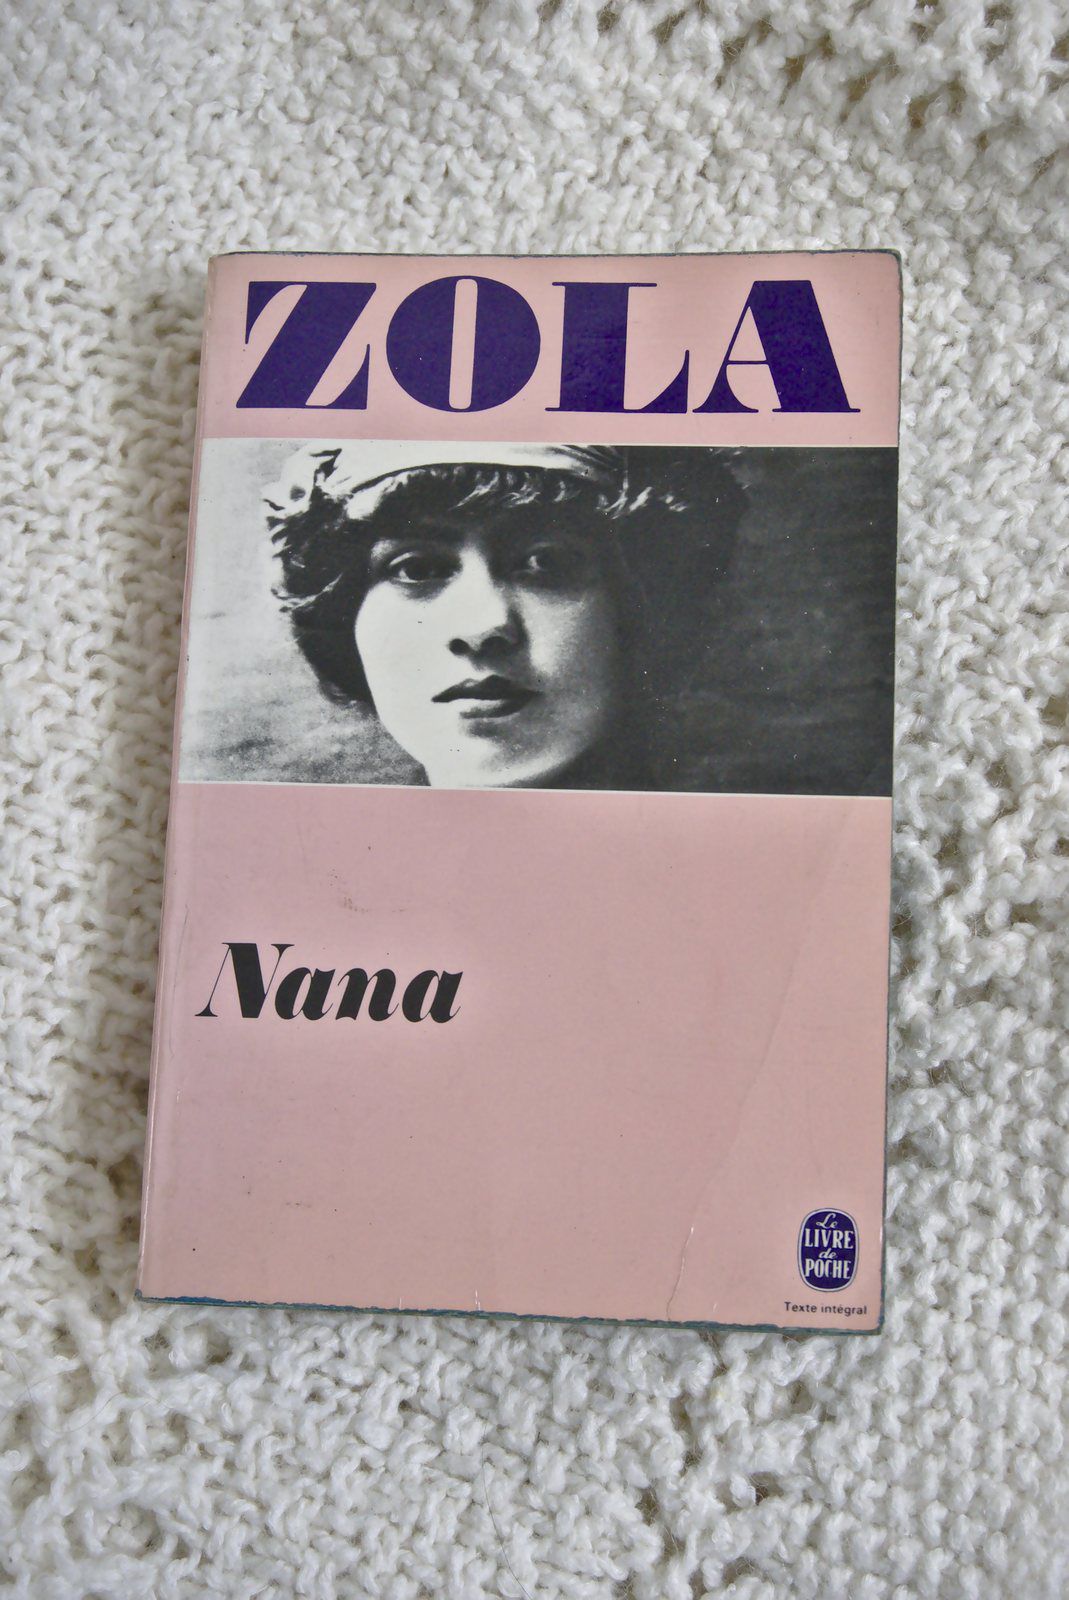 ZOLA
Nana
Le
LIVRE
de
POCHE
Texte intégral